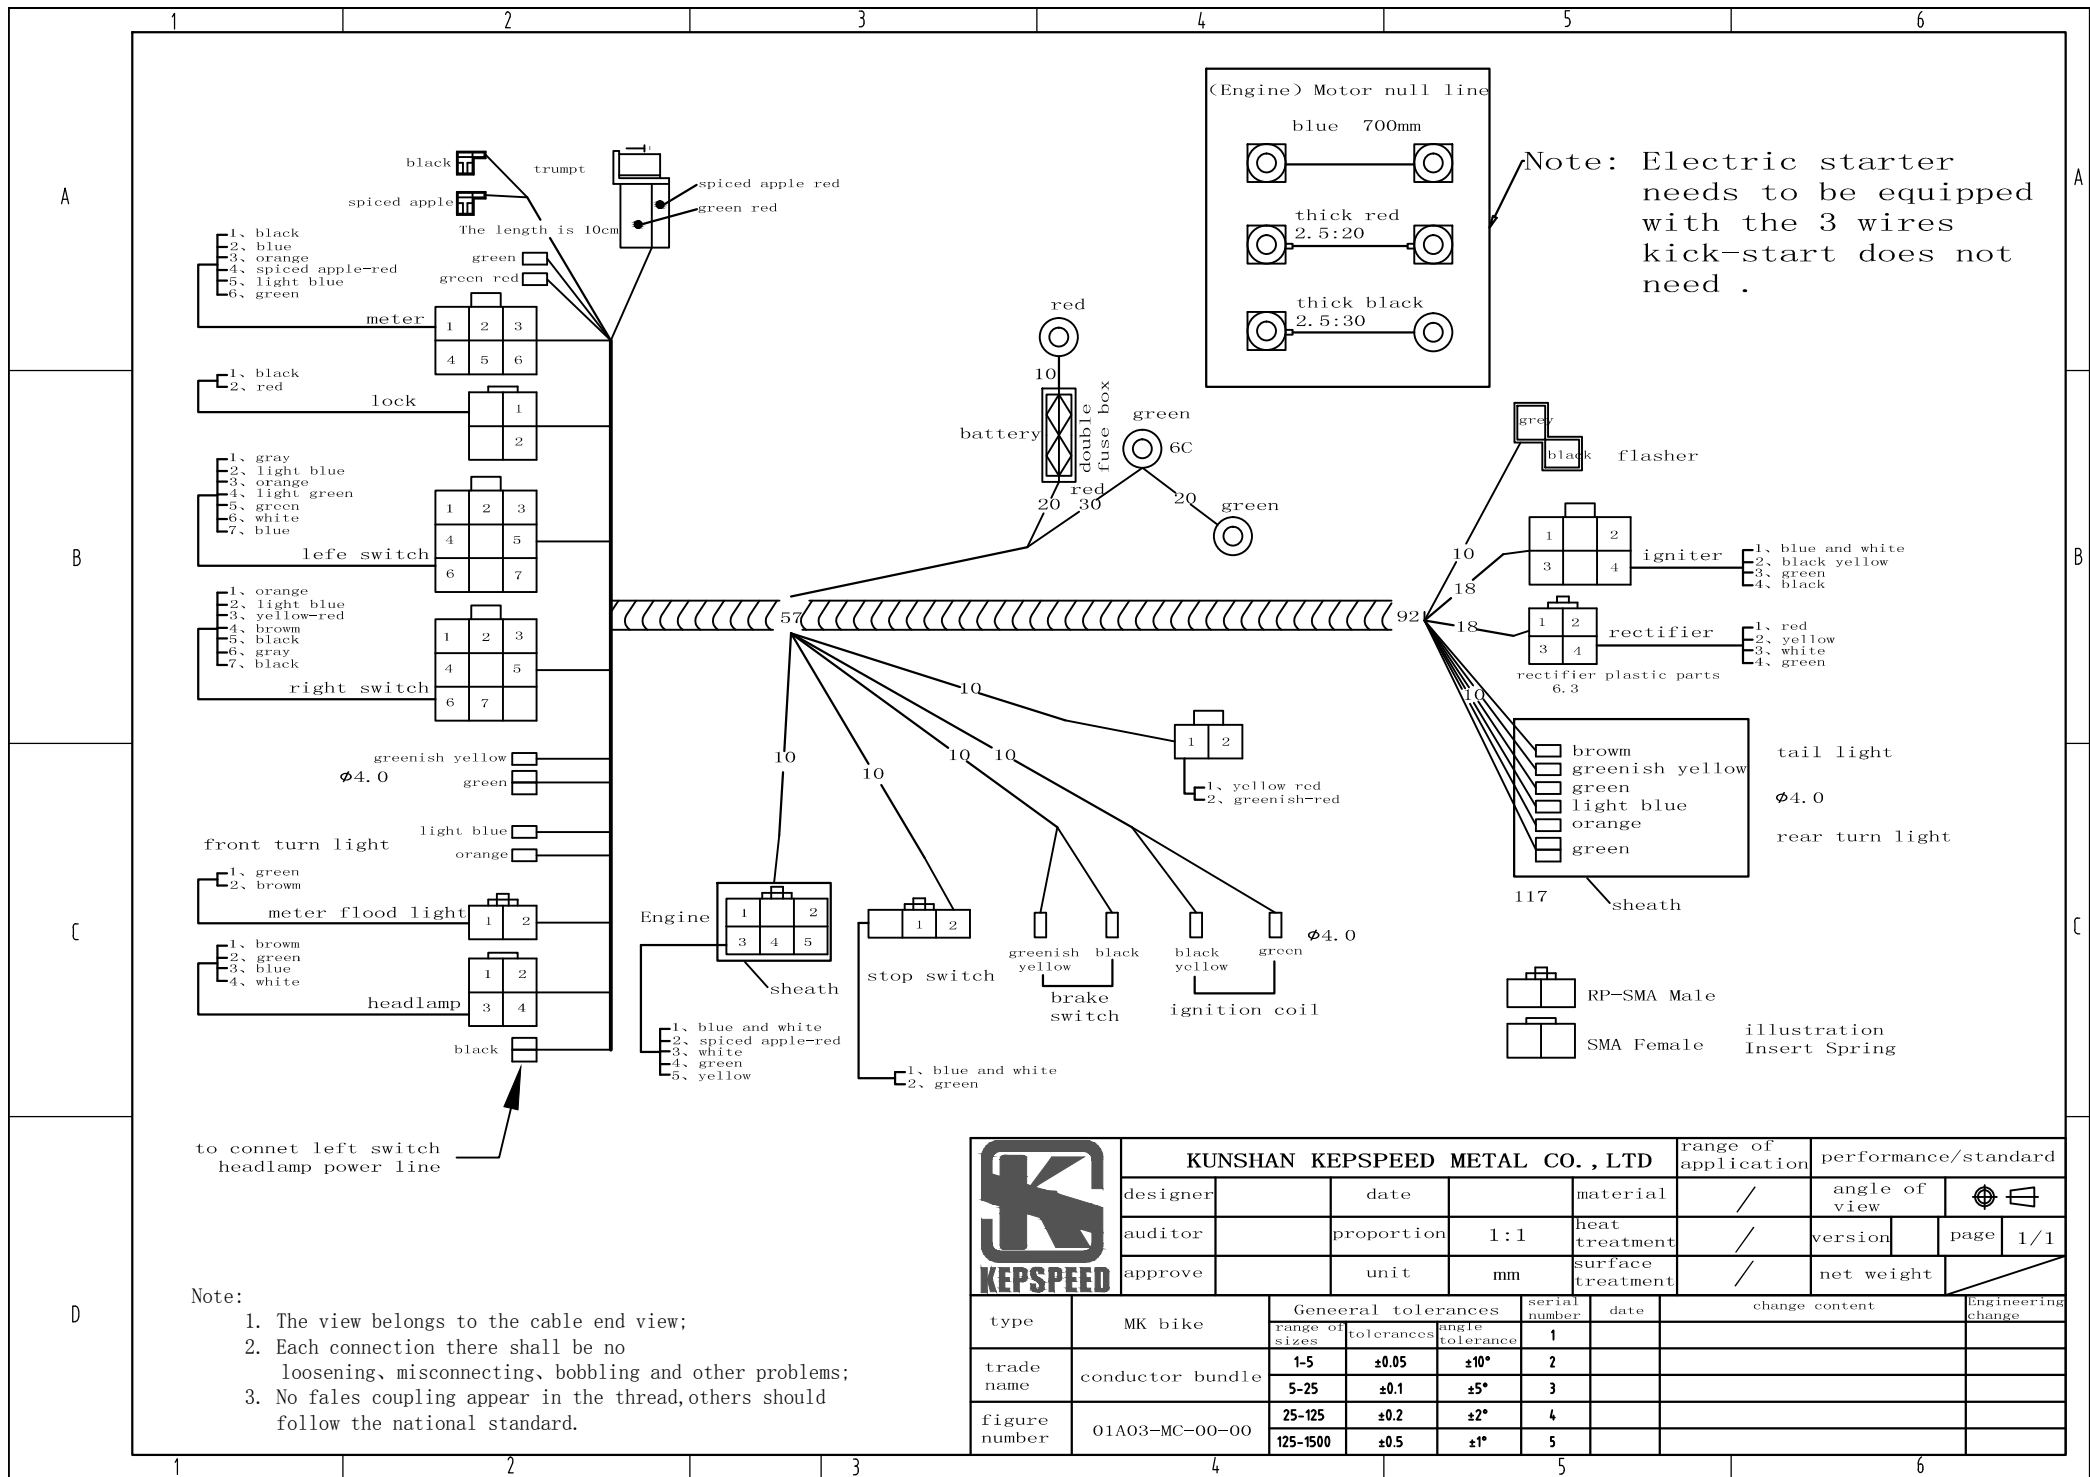 1 2 3 4 5 6
A
B
C
D
A
B
C
1 2 3 4 5 6
black
spiced apple
trumpt
The length is 10cm
spiced apple red
green red
green
green red
1、black
2、blue
3、orange
4、spiced apple-red
5、light blue
6、green
meter
1 2 3
4 5 6
1、black
2、red
lock
1
2
1、gray
2、light blue
3、orange
4、light green
5、green
6、white
7、blue
lefe switch
1 2 3
4 5
6 7
1、orange
2、light blue
3、yellow-red
4、browm
5、black
6、gray
7、black
right switch
1 2 3
4 5
6 7
greenish yellow
φ4.0
green
light blue
front turn light
orange
1、green
2、browm
meter flood light
1 2
1、browm
2、green
3、blue
4、white
headlamp
1 2
3 4
black
to connet left switch
headlamp power line
red
10
battery
double
fuse box
green
6C
red
20 30
20
green
57
92
(Engine) Motor null line
blue 700mm
thick red
2.5:20
thick black
2.5:30
Note: Electric starter
needs to be equipped
with the 3 wires
kick-start does not
need .
grey
black
flasher
10
18
1 2
3 4
igniter
1、blue and white
2、black yellow
3、green
4、black
18
1 2
3 4
rectifier
1、red
2、yellow
3、white
4、green
rectifier plastic parts
6.3
10
browm
greenish yellow
green
light blue
orange
green
tail light
φ4.0
rear turn light
117
sheath
10
1 2
1、yellow red
2、greenish-red
10
10
10
10
Engine
1 2
3 4 5
sheath
1、blue and white
2、spiced apple-red
3、white
4、green
5、yellow
1 2
stop switch
1、blue and white
2、green
greenish
yellow
black
brake
switch
black
yellow
green
φ4.0
ignition coil
RP-SMA Male
SMA Female
illustration
Insert Spring
Note:
1. The view belongs to the cable end view;
2. Each connection there shall be no
loosening、misconnecting、bobbling and other problems;
3. No fales coupling appear in the thread,others should
follow the national standard.
KEPSPEED
KUNSHAN KEPSPEED METAL CO.,LTD
range of
application
performance/standard
designer
date
material
/
angle of
view
auditor
proportion
1:1
heat
treatment
/
version
page
1/1
approve
unit
mm
surface
treatment
/
net weight
type
MK bike
trade
name
conductor bundle
figure
number
01A03-MC-00-00
Geneeral tolerances
range of
sizes
tolerances
angle
tolerance
serial
number
date
change content
Engineering
change
1
1-5 ±0.05 ±10° 2
5-25 ±0.1 ±5° 3
25-125 ±0.2 ±2° 4
125-1500 ±0.5 ±1° 5